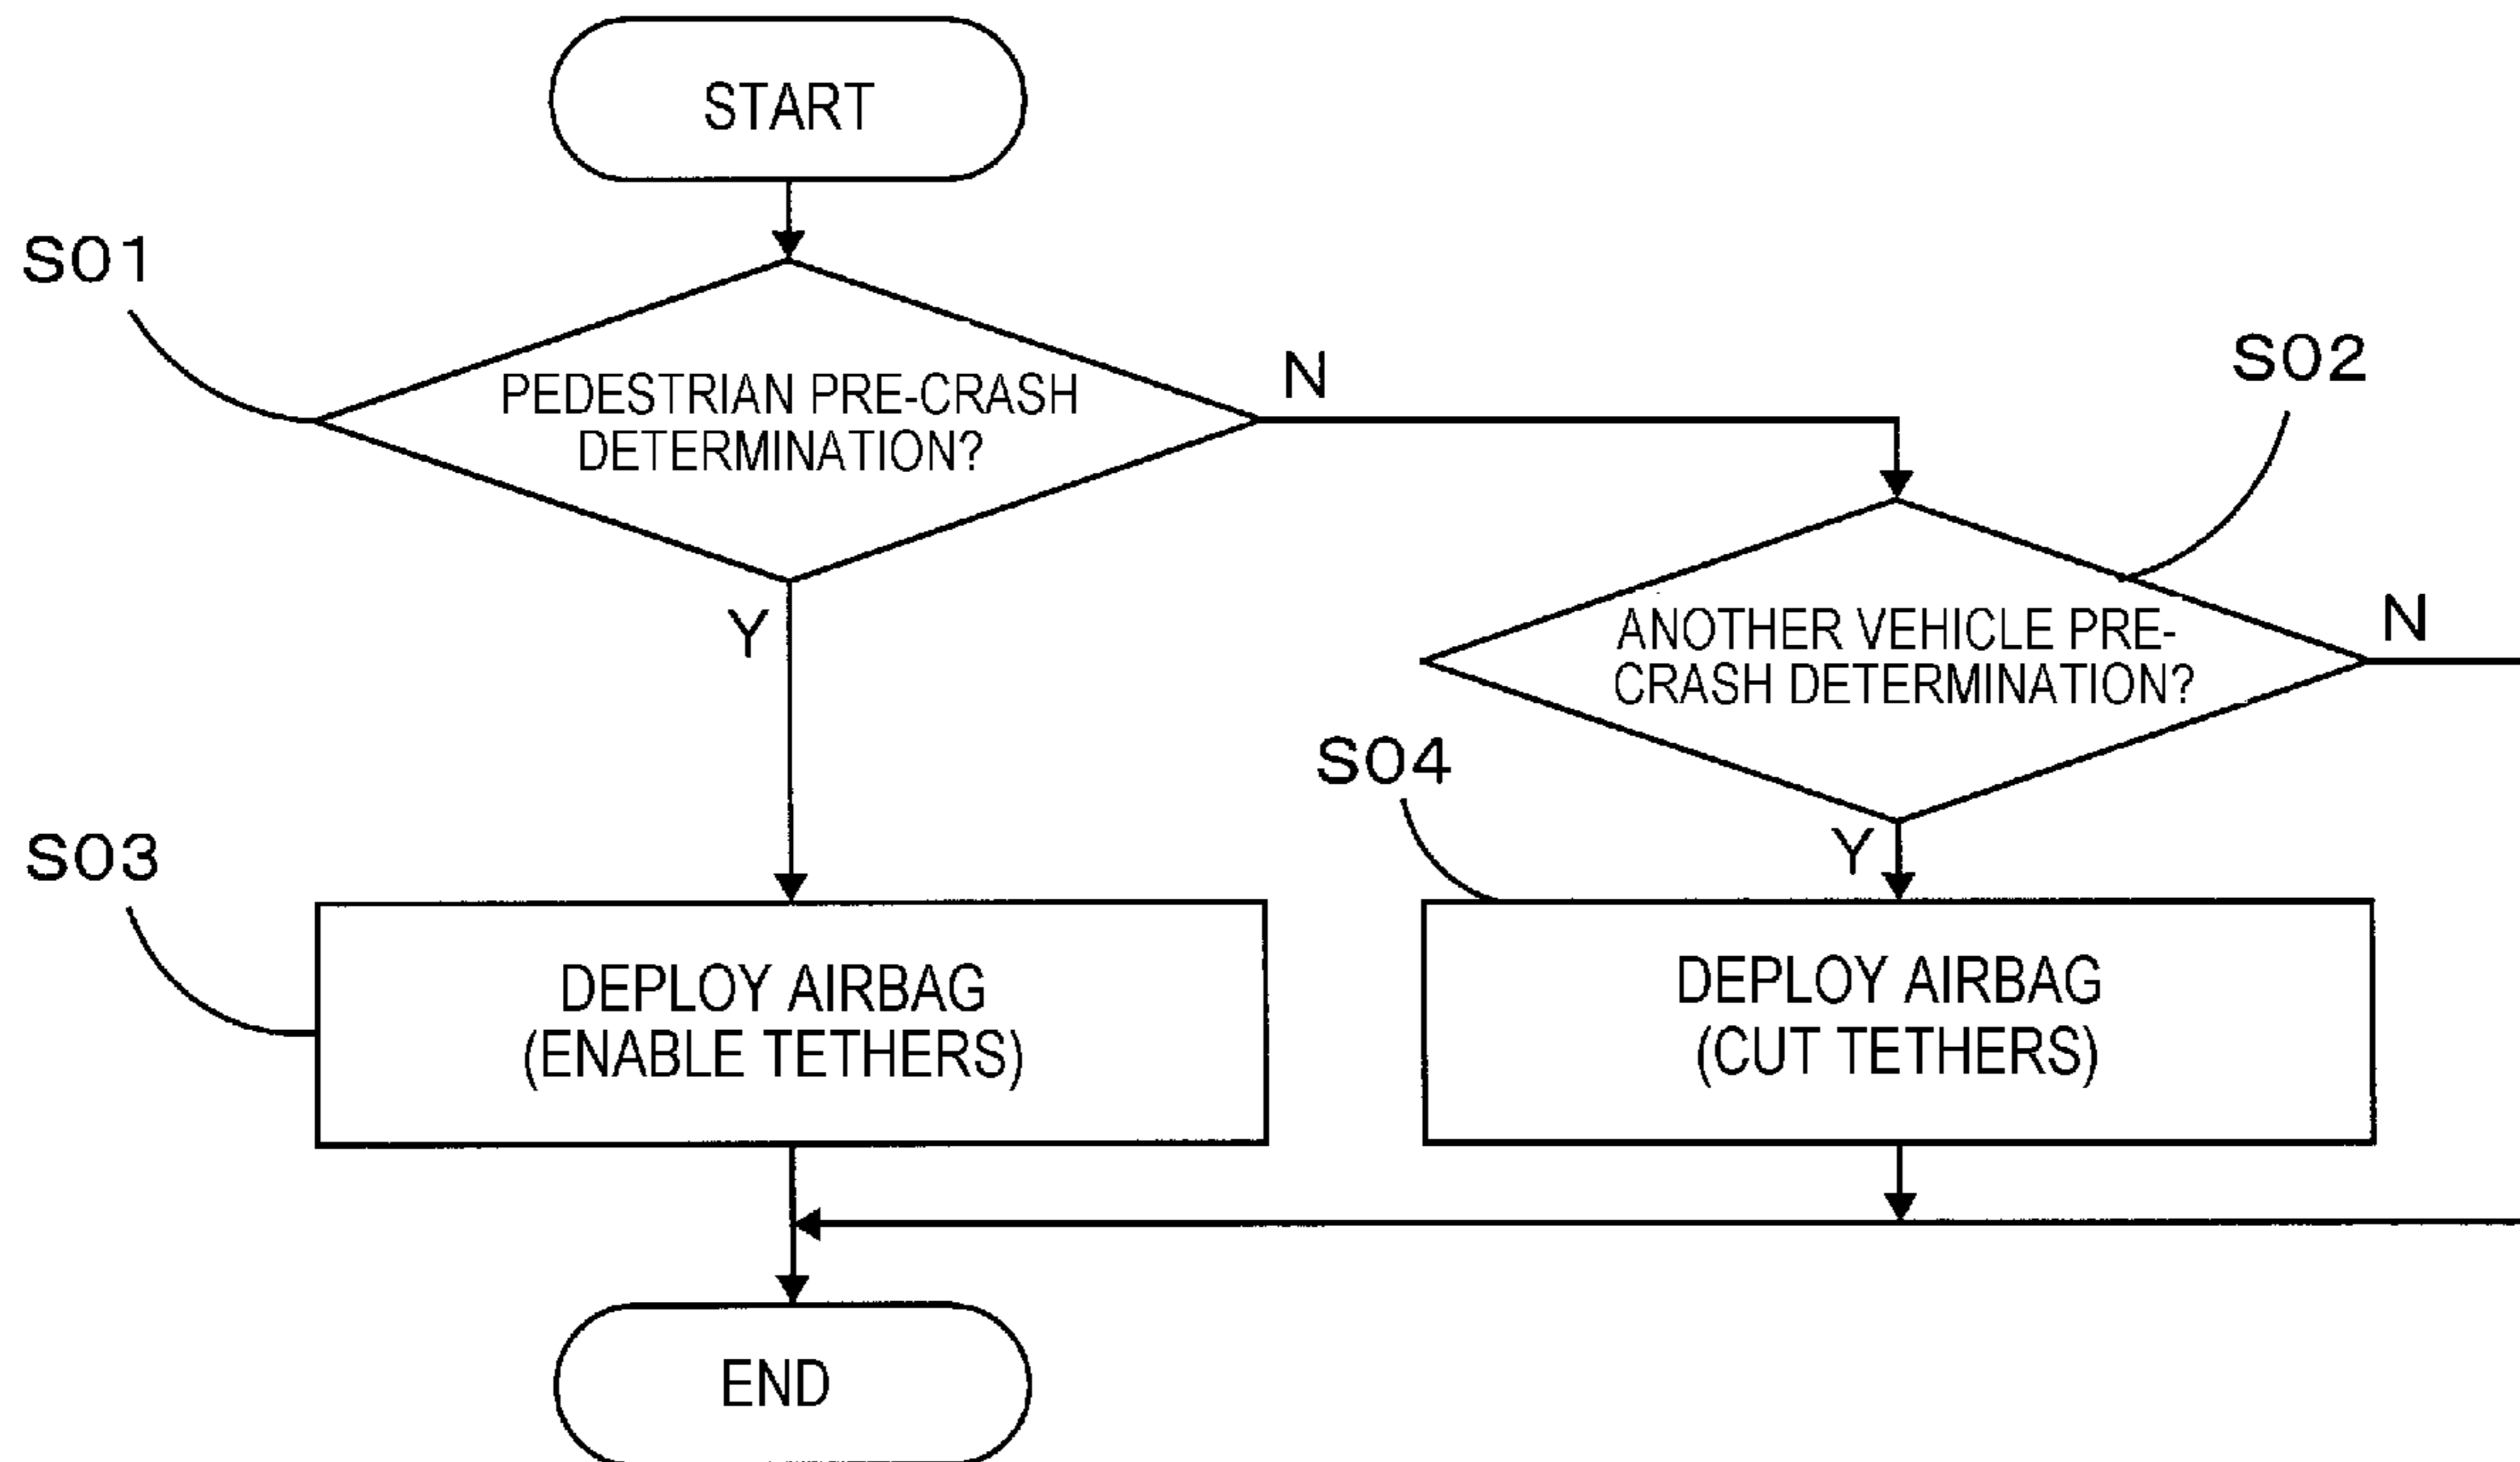 START
S01
PEDESTRIAN PRE-CRASH
DETERMINATION?
N
S02
Y
ANOTHER VEHICLE PRE-
CRASH DETERMINATION?
N
S04
Y
S03
DEPLOY AIRBAG
(ENABLE TETHERS)
DEPLOY AIRBAG
(CUT TETHERS)
END